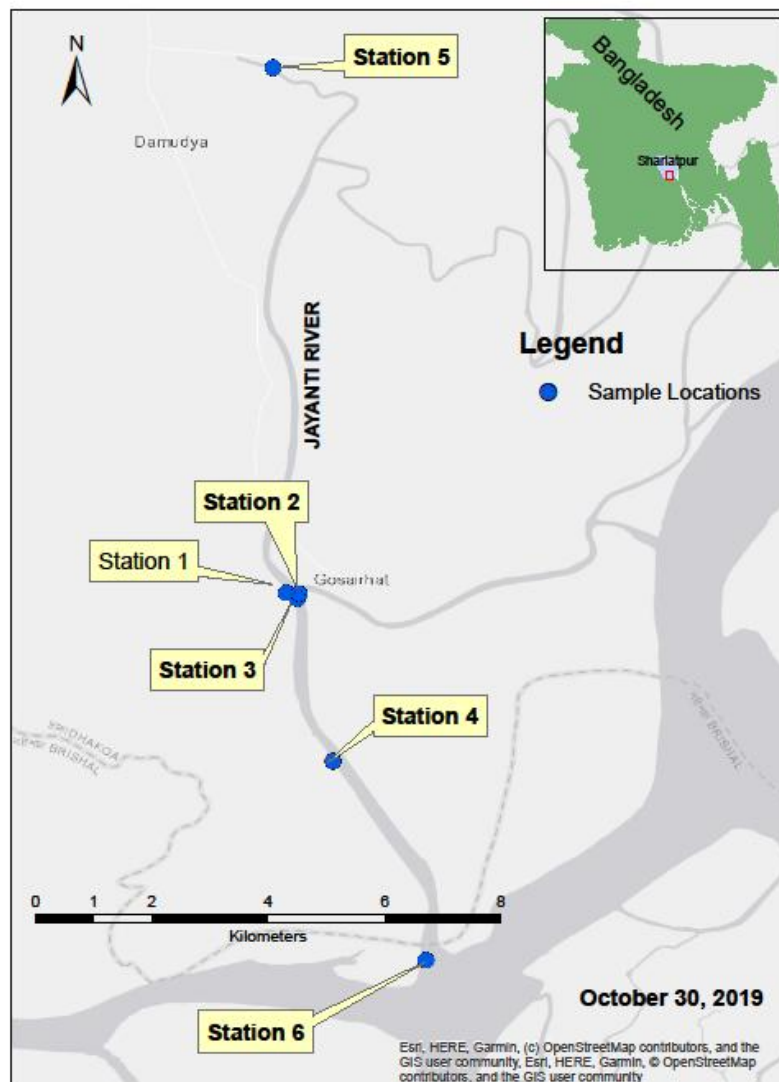 N
Station 5
Bangladesh
Shariatpur
Damudya
JAYANTI RIVER
Legend
Sample Locations
Station 2
Station 1
Gosairhat
Station 3
Station 4
BRISHAL
BRISHAL
0 1 2 4 6 8
Kilometers
October 30, 2019
Station 6
Esri, HERE, Garmin, (c) OpenStreetMap contributors, and the
GIS user community, Esri, HERE, Garmin, © OpenStreetMap
contributors, and the GIS user community